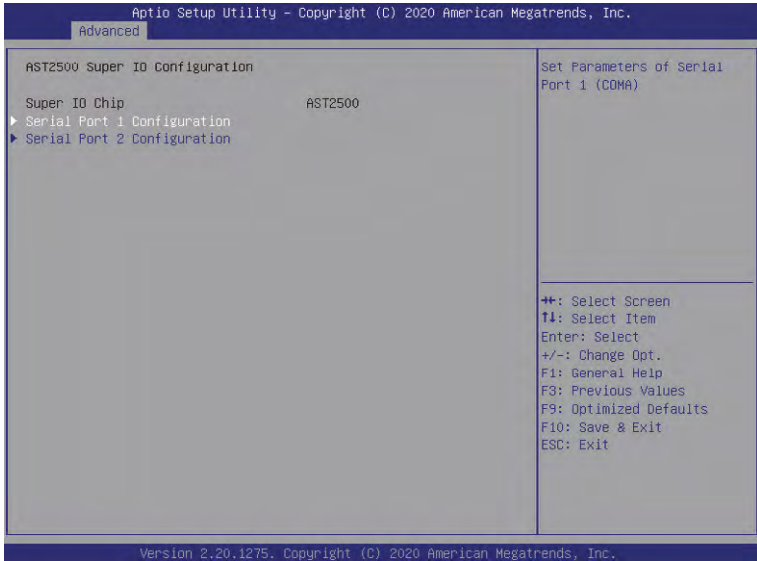 Aptio Setup Utility – Copyright (C) 2020 American Megatrends, Inc.
Advanced
AST2500 Super IO Configuration
Super IO Chip AST2500
Serial Port 1 Configuration
Serial Port 2 Configuration
Set Parameters of Serial
Port 1 (COMA)
→←: Select Screen
↑↓: Select Item
Enter: Select
+/-: Change Opt.
F1: General Help
F3: Previous Values
F9: Optimized Defaults
F10: Save & Exit
ESC: Exit
Version 2.20.1275. Copyright (C) 2020 American Megatrends, Inc.